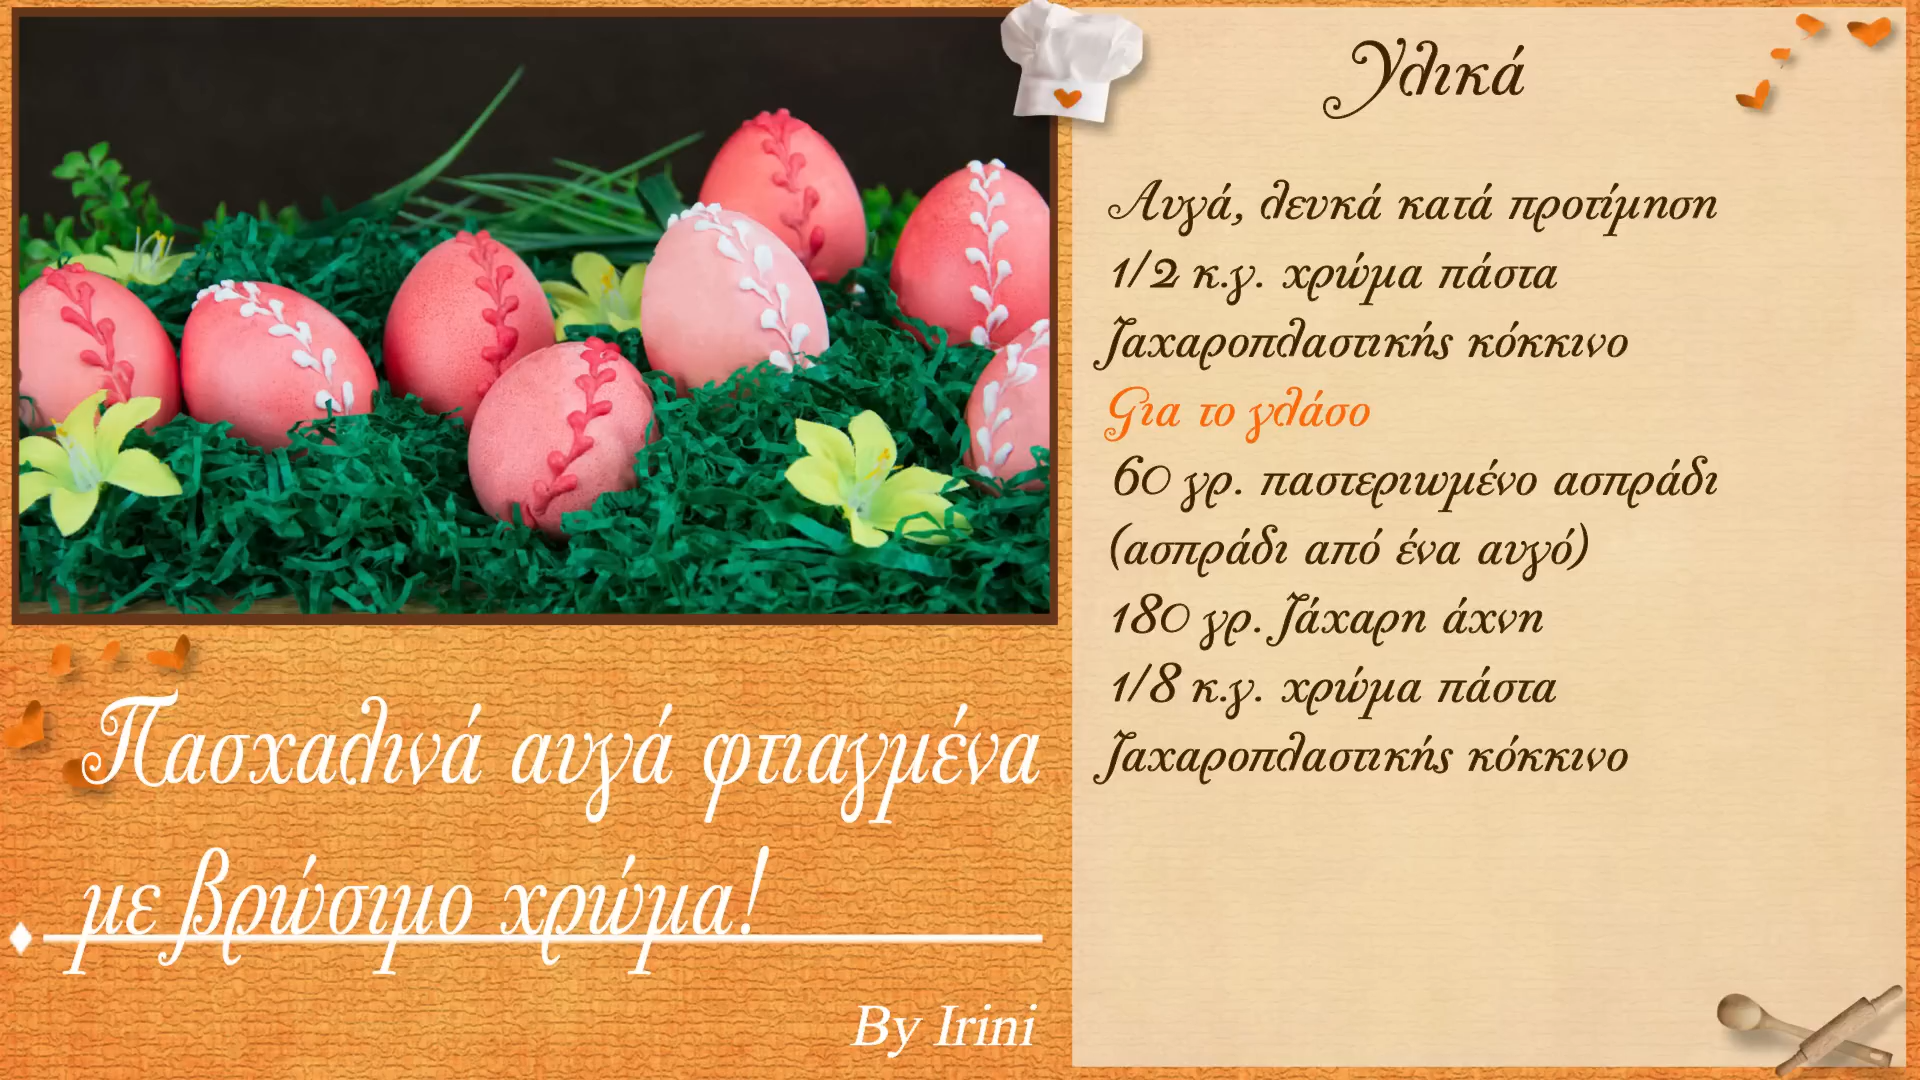 Πασχαλινά αυγά φτιαγμένα
με βρώσιμο χρώμα!
By Irini
Υλικά
Αυγά, λευκά κατά προτίμηση
1/2 κ.γ. χρώμα πάστα
ζαχαροπλαστικής κόκκινο
Για το γλάσο
60 γρ. παστεριωμένο ασπράδι
(ασπράδι από ένα αυγό)
180 γρ. ζάχαρη άχνη
1/8 κ.γ. χρώμα πάστα
ζαχαροπλαστικής κόκκινο